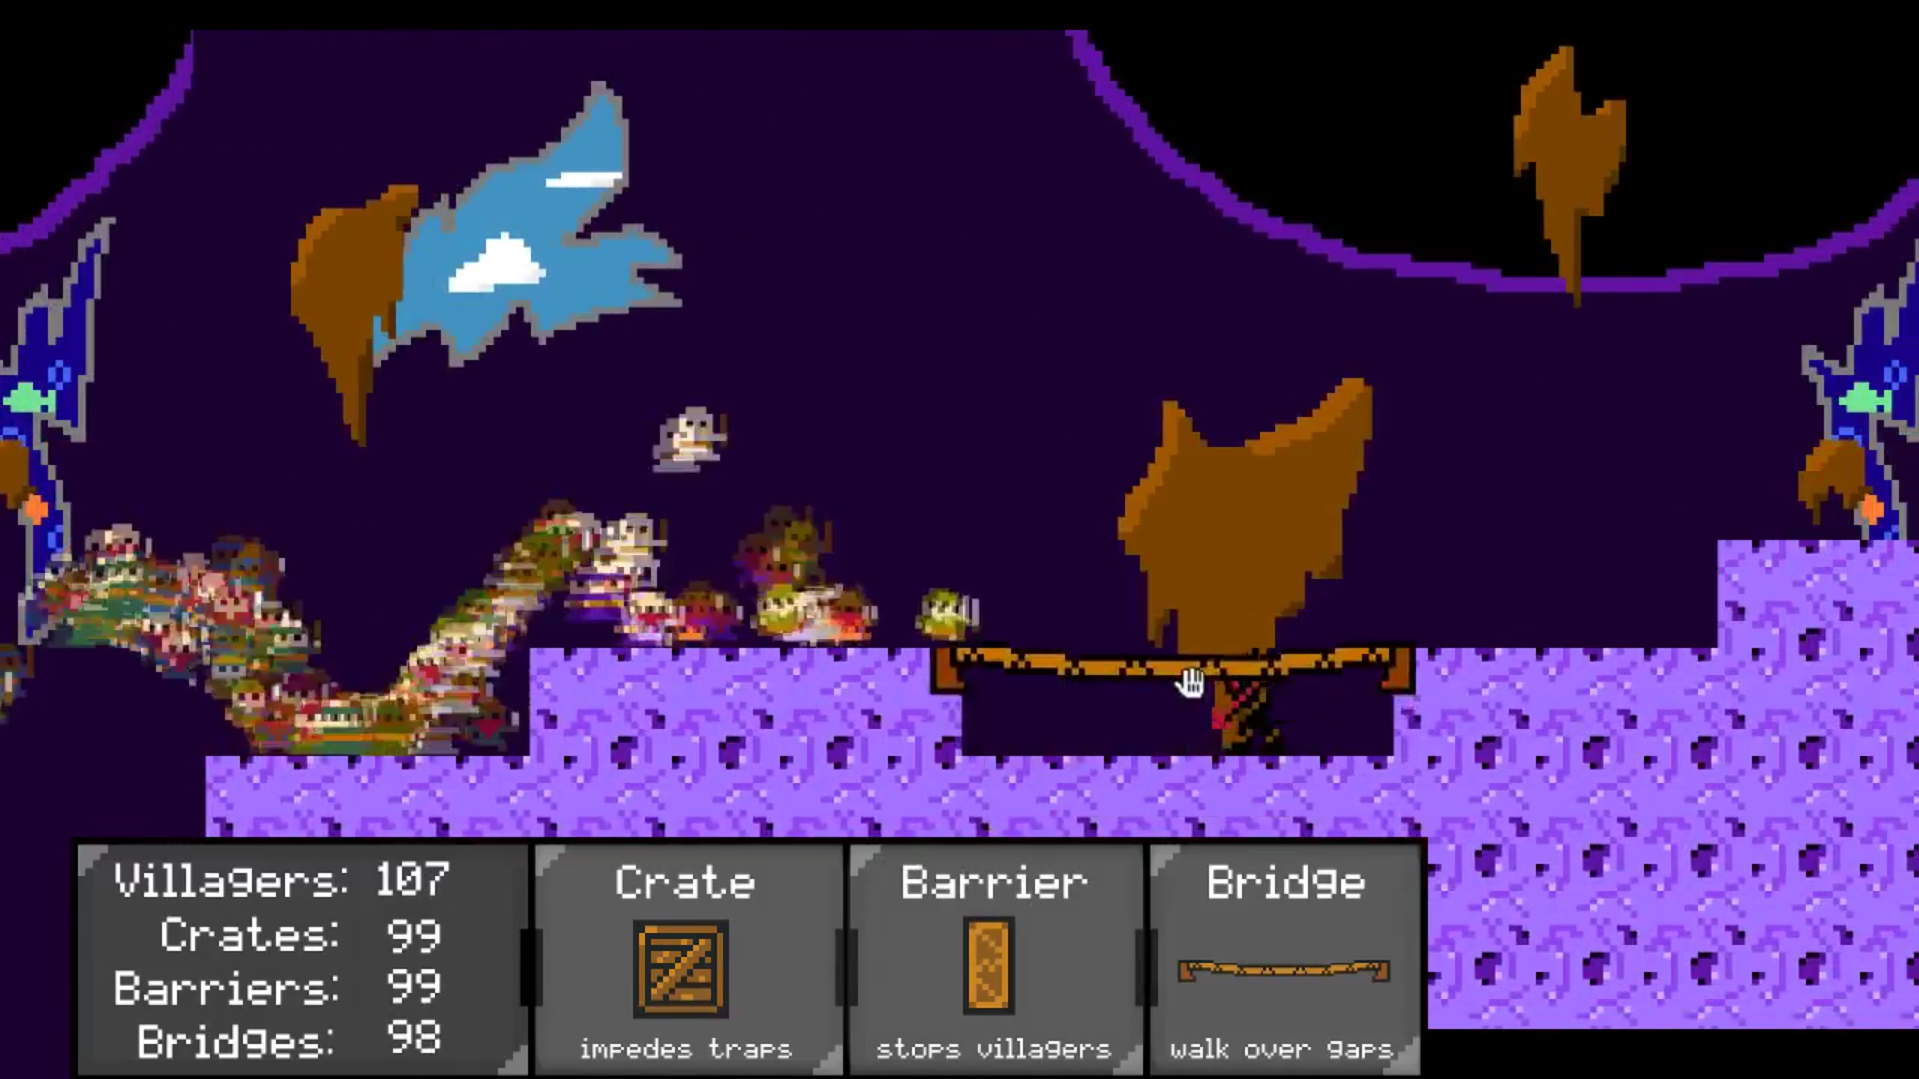 Villagers: 107
Crates: 99
Barriers: 99
Bridges: 98
Crate
impedes traps
Barrier
stops villagers
Bridge
walk over gaps